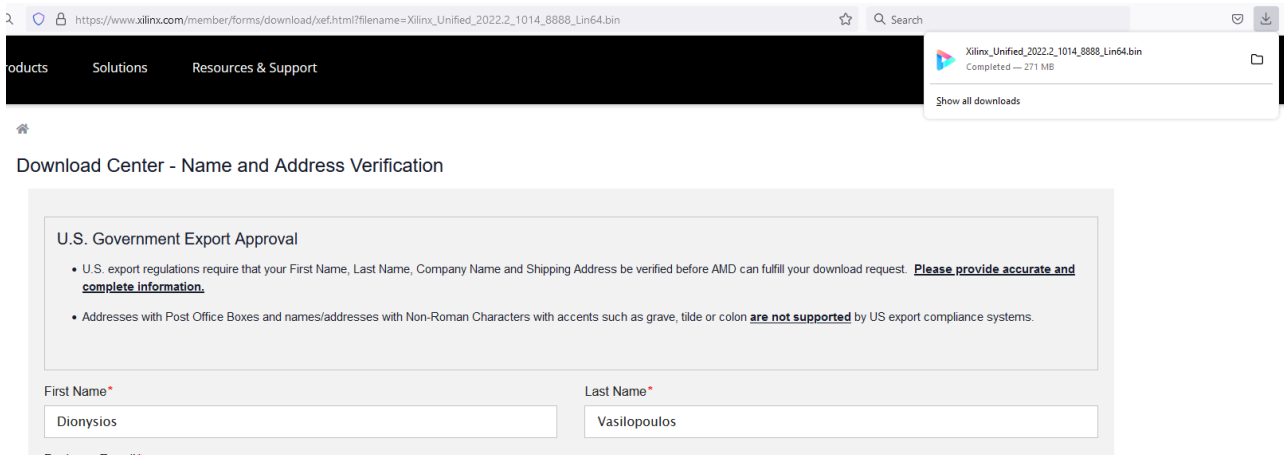 https://www.xilinx.com/member/forms/download/xef.html?filename=Xilinx_Unified_2022.2_1014_8888_Lin64.bin
Search
Xilinx_Unified_2022.2_1014_8888_Lin64.bin
Completed — 271 MB
Show all downloads
Solutions
Resources & Support
Download Center - Name and Address Verification
U.S. Government Export Approval
• U.S. export regulations require that your First Name, Last Name, Company Name and Shipping Address be verified before AMD can fulfill your download request. Please provide accurate and
complete information.
• Addresses with Post Office Boxes and names/addresses with Non-Roman Characters with accents such as grave, tilde or colon are not supported by US export compliance systems.
First Name*
Last Name*
Dionysios
Vasilopoulos